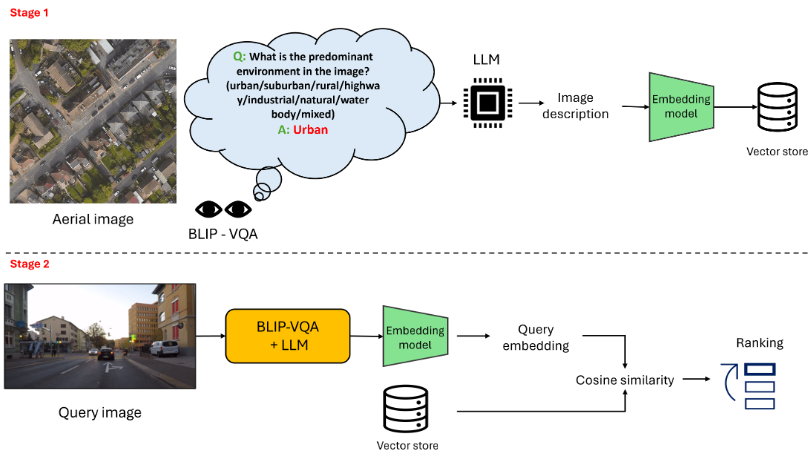 Stage 1
Q: What is the predominant
environment in the image?
(urban/suburban/rural/highwa
y/industrial/natural/water
body/mixed)
A: Urban
BLIP - VQA
Aerial image
LLM
Image
description
Embedding
model
Vector store
Stage 2
Query image
BLIP-VQA
+ LLM
Embedding
model
Query
embedding
Vector store
Cosine similarity
Ranking